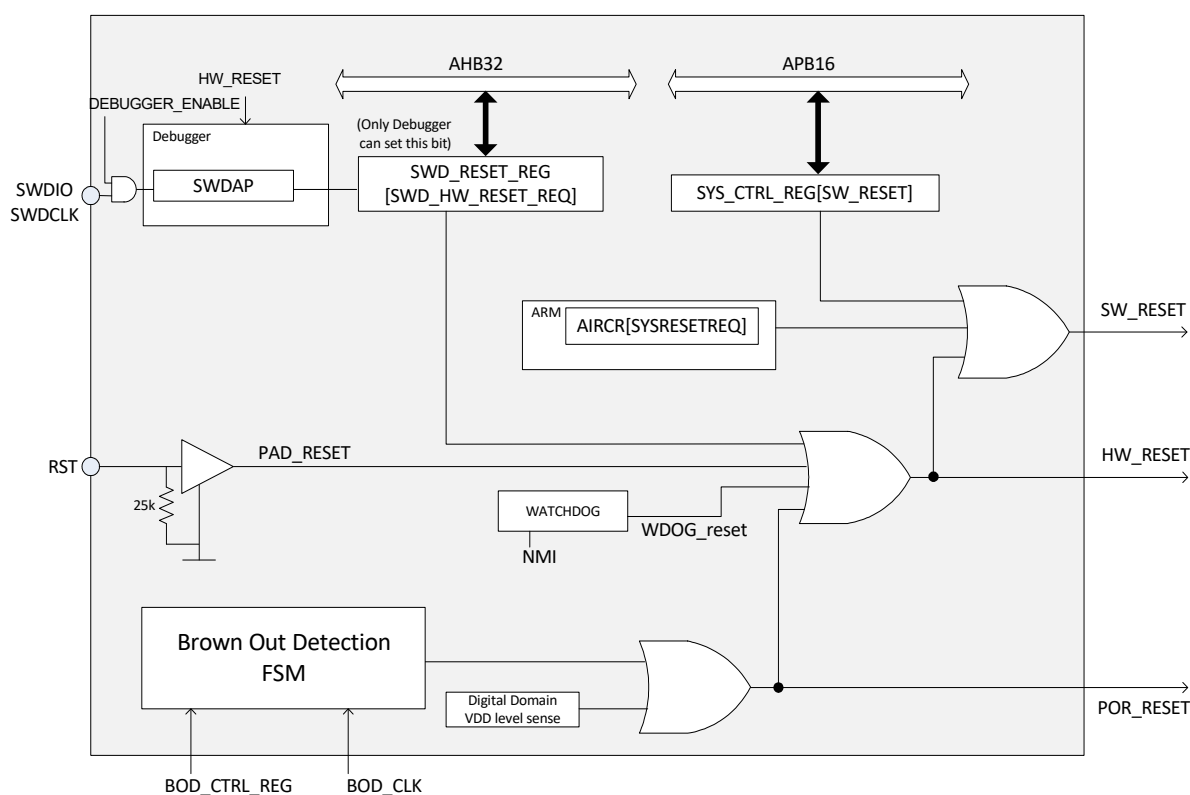 AHB32
APB16
HW_RESET
DEBUGGER_ENABLE
(Only Debugger
can set this bit)
Debugger
SWDAP
SWD_RESET_REG
[SWD_HW_RESET_REQ]
SYS_CTRL_REG[SW_RESET]
SWDIO
SWDCLK
ARM
AIRCR[SYSRESETREQ]
SW_RESET
RST
PAD_RESET
HW_RESET
25k
WATCHDOG
WDOG_reset
NMI
Brown Out Detection
FSM
Digital Domain
VDD level sense
POR_RESET
BOD_CTRL_REG
BOD_CLK